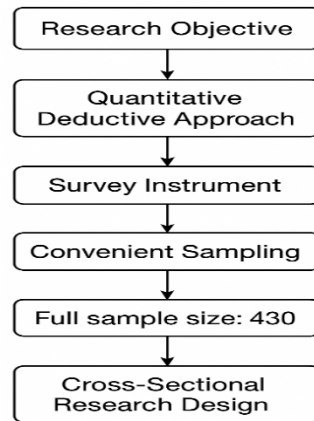 Research Objective
Quantitative
Deductive Approach
Survey Instrument
Convenient Sampling
Full sample size: 430
Cross-Sectional
Research Design